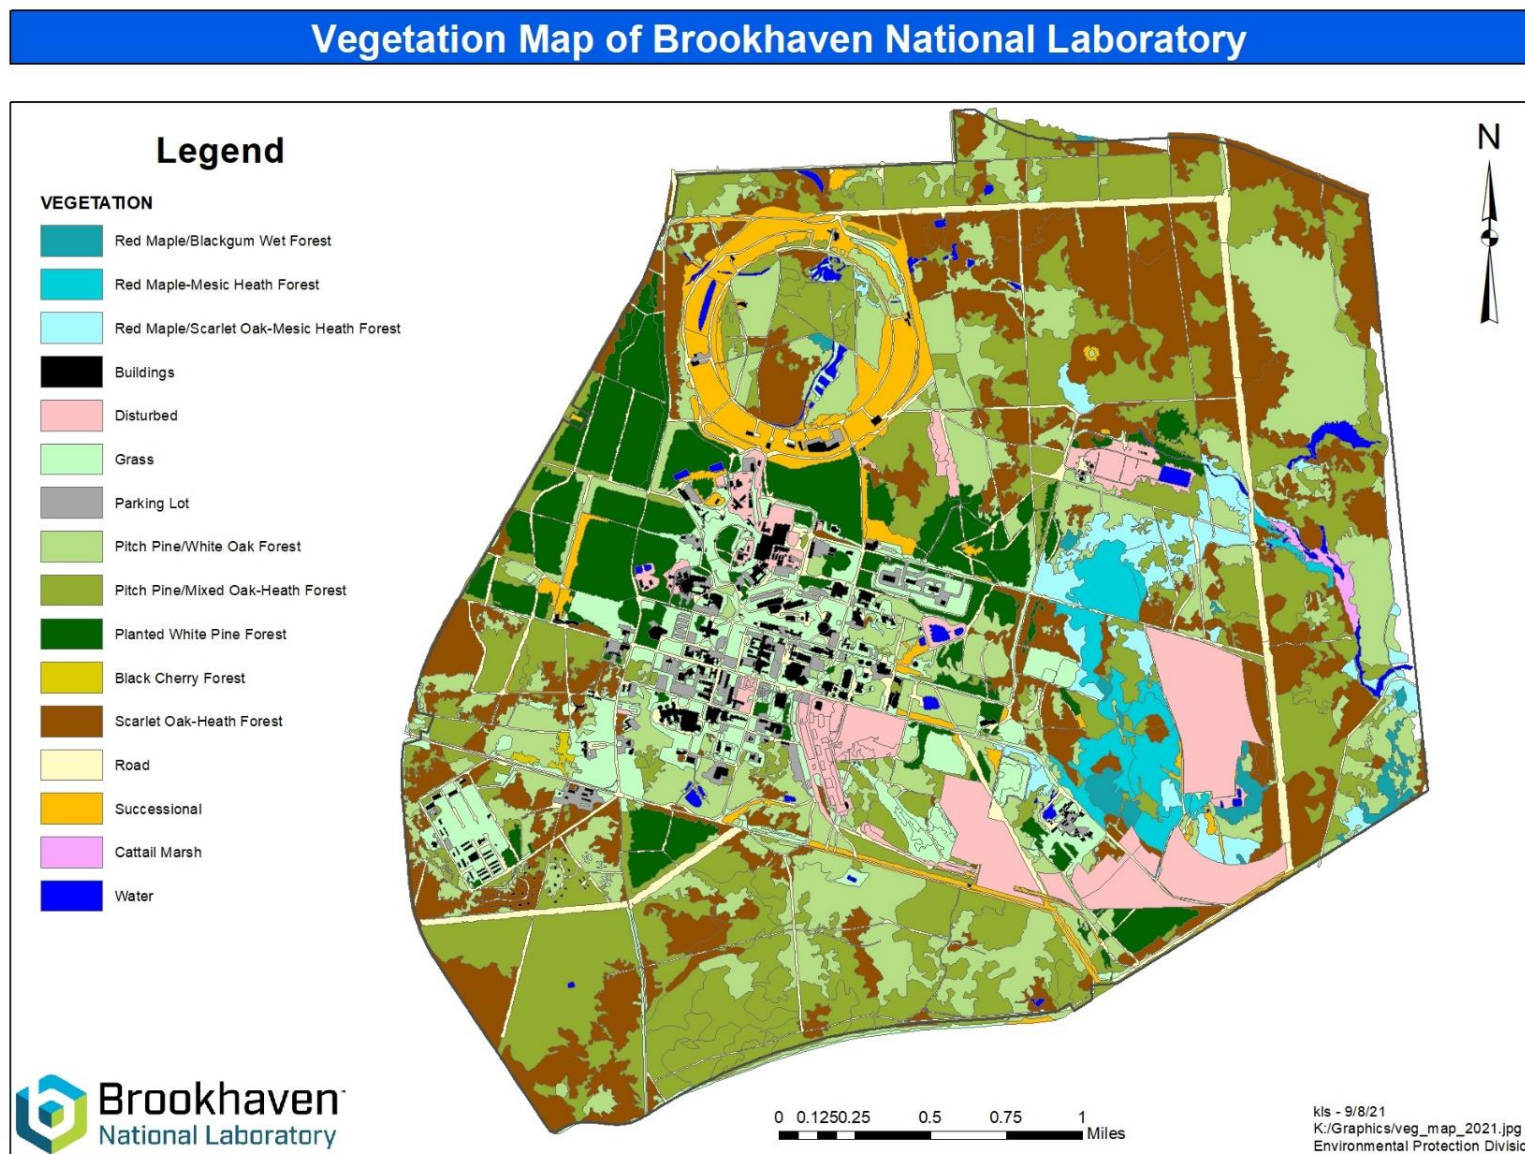 Vegetation Map of Brookhaven National Laboratory
Legend
VEGETATION
Red Maple/Blackgum Wet Forest
Red Maple-Mesic Heath Forest
Red Maple/Scarlet Oak-Mesic Heath Forest
Buildings
Disturbed
Grass
Parking Lot
Pitch Pine/White Oak Forest
Pitch Pine/Mixed Oak-Heath Forest
Planted White Pine Forest
Black Cherry Forest
Scarlet Oak-Heath Forest
Road
Successional
Cattail Marsh
Water
N
Brookhaven
National Laboratory
0 0.1250.25 0.5 0.75 1
Miles
kls - 9/8/21
K:/Graphics/veg_map_2021.jpg
Environmental Protection Divisio